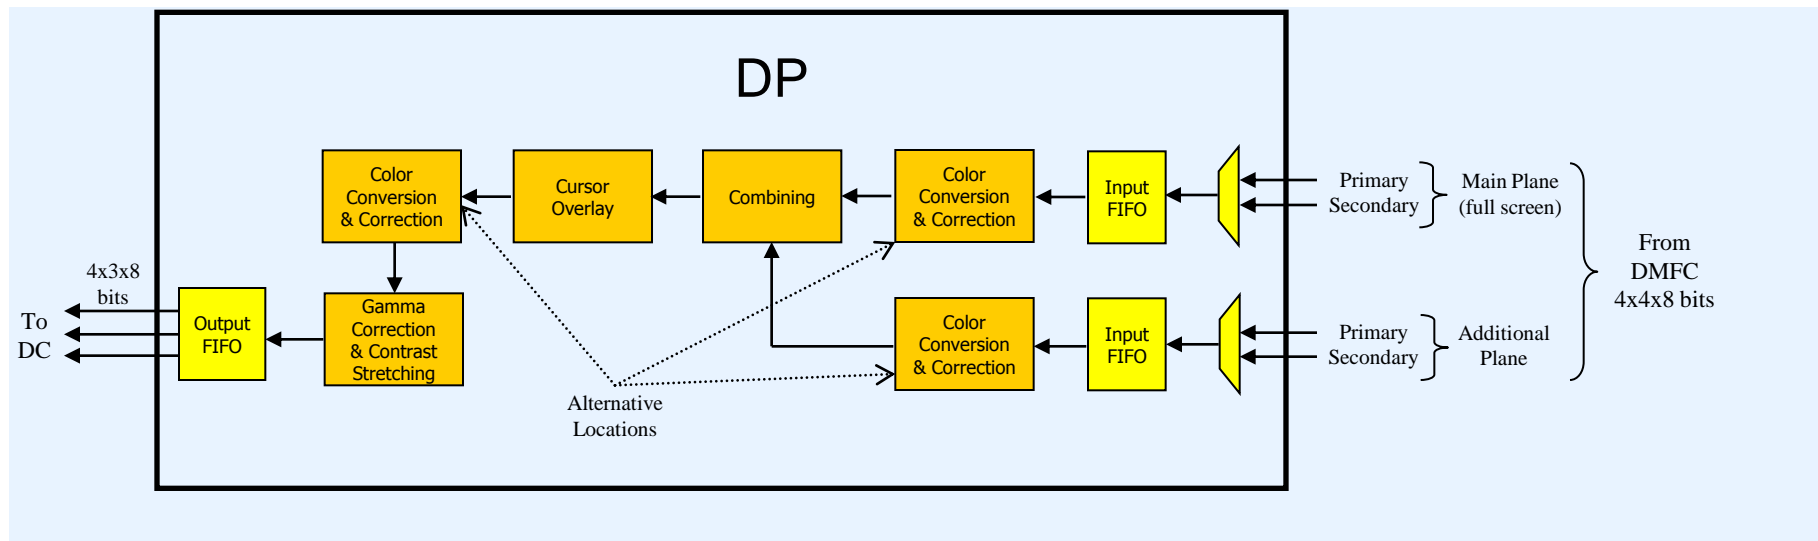 DP
Color
Conversion
& Correction
Cursor
Overlay
Combining
Color
Conversion
& Correction
Input
FIFO
Primary
Secondary
Main Plane
(full screen)
From
DMFC
4x4x8 bits
4x3x8
bits
To
DC
Output
FIFO
Gamma
Correction
& Contrast
Stretching
Color
Conversion
& Correction
Input
FIFO
Primary
Secondary
Additional
Plane
Alternative
Locations